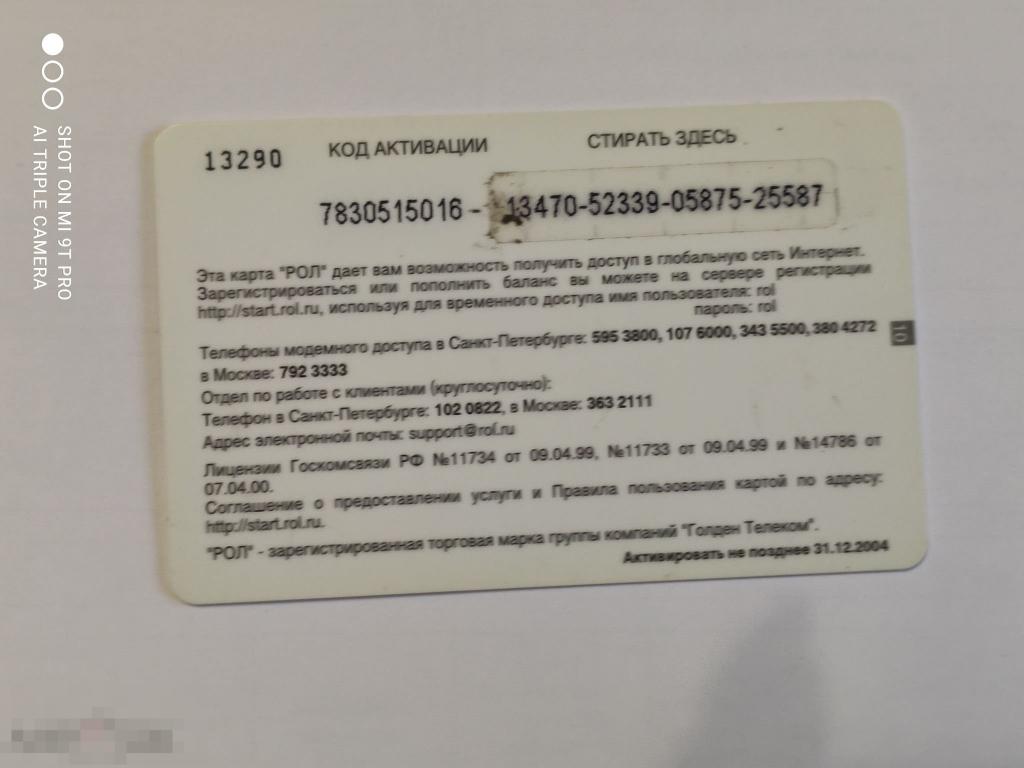 SHOT ON MI 9T PRO
AI TRIPLE CAMERA
13290
КОД АКТИВАЦИИ
СТИРАТЬ ЗДЕСЬ
7830515016 - 13470-52339-05875-25587
Эта карта "РОЛ" дает вам возможность получить доступ в глобальную сеть Интернет.
Зарегистрироваться или пополнить баланс вы можете на сервере регистрации
http://start.rol.ru, используя для временного доступа имя пользователя: rol
пароль: rol
Телефоны модемного доступа в Санкт-Петербурге: 595 3800, 107 6000, 343 5500, 380 4272
в Москве: 792 3333
Отдел по работе с клиентами (круглосуточно):
Телефон в Санкт-Петербурге: 102 0822, в Москве: 363 2111
Адрес электронной почты: support@rol.ru
Лицензии Госкомсвязи РФ №11734 от 09.04.99, №11733 от 09.04.99 и №14786 от
07.04.00.
Соглашение о предоставлении услуги и Правила пользования картой по адресу:
http://start.rol.ru.
"РОЛ" - зарегистрированная торговая марка группы компаний "Голден Телеком".
Активировать не позднее 31.12.2004
10